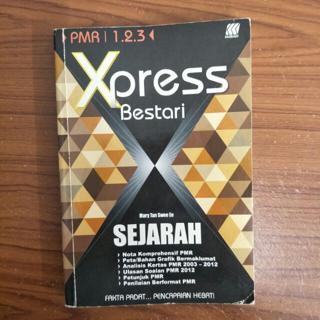 PMR | 1.2.3
Xpress
Bestari
Mary Tan Swee Ee
SEJARAH
Nota Komprehensif PMR
Peta/Bahan Grafik Bermaklumat
Analisis Kertas PMR 2003 - 2012
Ulasan Soalan PMR 2012
Petunjuk PMR
Penilaian Berformat PMR
FAKTA PADAT... PENCAPAIAN HEBAT!